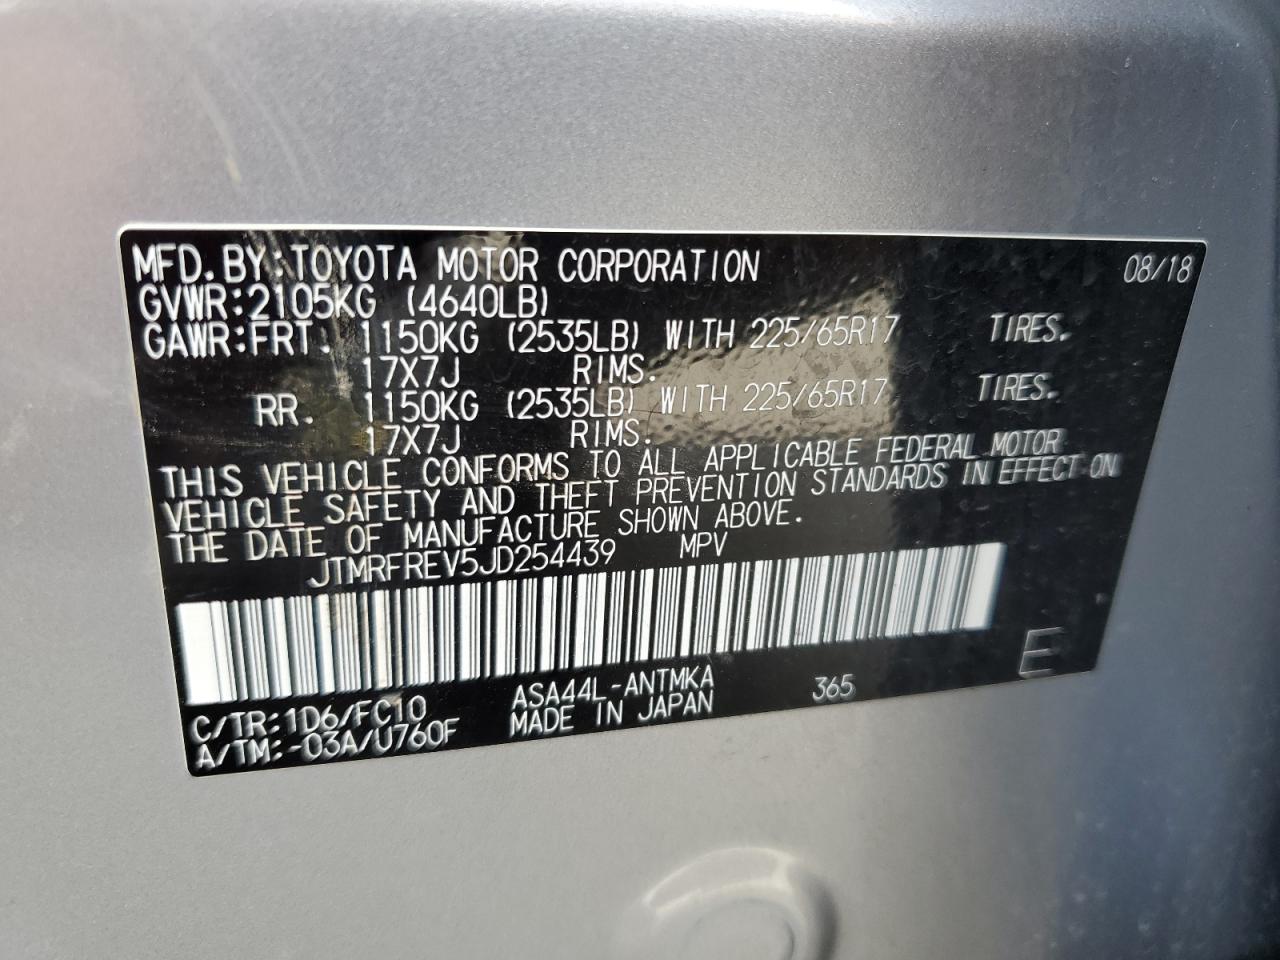 MFD. BY: TOYOTA MOTOR CORPORATION 08/18
GVWR: 2105KG (4640LB)
GAWR: FRT. 1150KG (2535LB) WITH 225/65R17 TIRES.
17X7J RIMS.
RR. 1150KG (2535LB) WITH 225/65R17 TIRES.
17X7J RIMS.
THIS VEHICLE CONFORMS TO ALL APPLICABLE FEDERAL MOTOR
VEHICLE SAFETY AND THEFT PREVENTION STANDARDS IN EFFECT ON
THE DATE OF MANUFACTURE SHOWN ABOVE.
JTMRFREV5JD254439 MPV
E
C/TR: 1D6/FC10 ASA44L-ANTMKA 365
A/TM: -03A/U760F MADE IN JAPAN